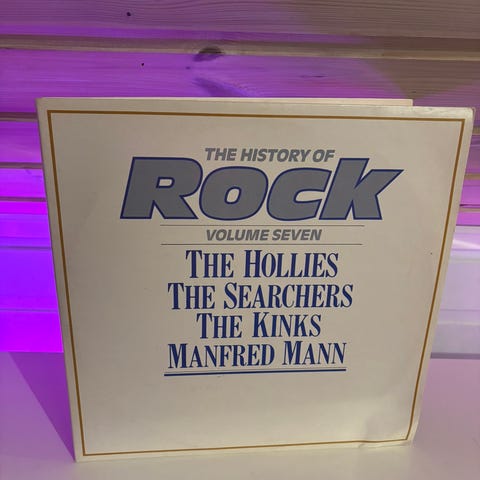 THE HISTORY OF
ROCK
VOLUME SEVEN
THE HOLLIES
THE SEARCHERS
THE KINKS
MANFRED MANN